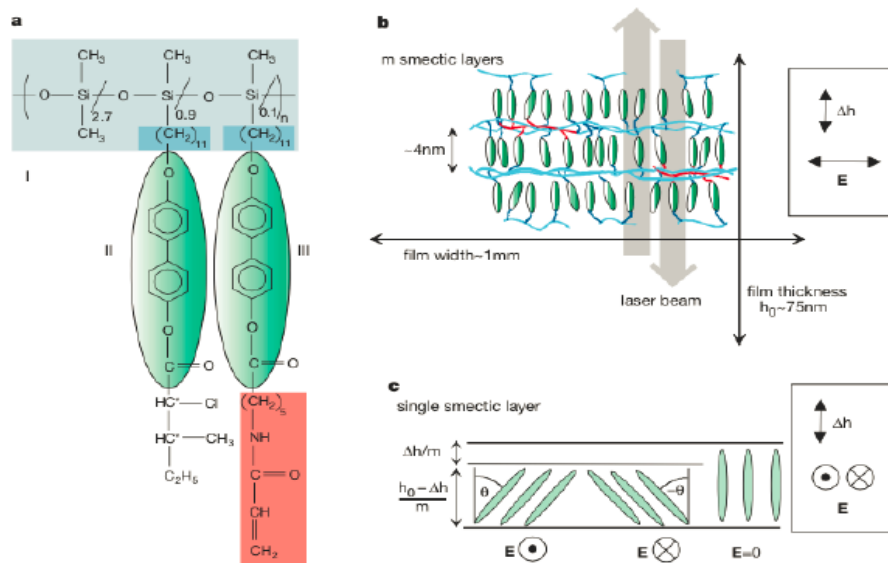 a
CH₃ CH₃ CH₃
O Si 2.7 O Si 0.9 O Si 0.1/n
CH₃ (CH₂)₁₁ (CH₂)₁₁
I
O O
II III
O O
C O C O
HC* Cl (CH₂)₅
HC* CH₃ NH
C₂H₅ C O
CH
CH₂
b
m smectic layers
~4nm
film width~1mm
laser beam
film thickness
h₀~75nm
Δh
E
c
single smectic layer
Δh/m
h₀ – Δh
m
θ –θ
E E E=0
Δh
E